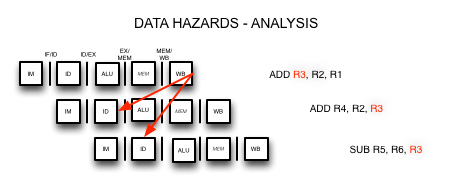 DATA HAZARDS - ANALYSIS
IF/ID ID/EX EX/ MEM/
MEM WB
IM ID ALU MEM WB ADD R3, R2, R1
IM ID ALU MEM WB ADD R4, R2, R3
IM ID ALU MEM WB SUB R5, R6, R3